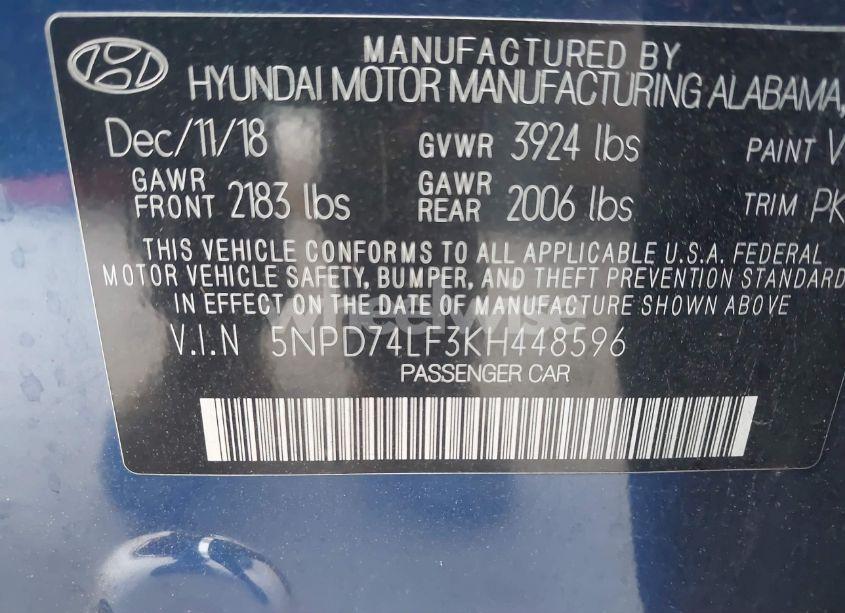 MANUFACTURED BY
HYUNDAI MOTOR MANUFACTURING ALABAMA,
Dec/11/18 GVWR 3924 lbs PAINT V
GAWR FRONT 2183 lbs GAWR REAR 2006 lbs TRIM PK
THIS VEHICLE CONFORMS TO ALL APPLICABLE U.S.A. FEDERAL
MOTOR VEHICLE SAFETY, BUMPER, AND THEFT PREVENTION STANDARD
IN EFFECT ON THE DATE OF MANUFACTURE SHOWN ABOVE
V.I.N 5NPD74LF3KH448596
PASSENGER CAR